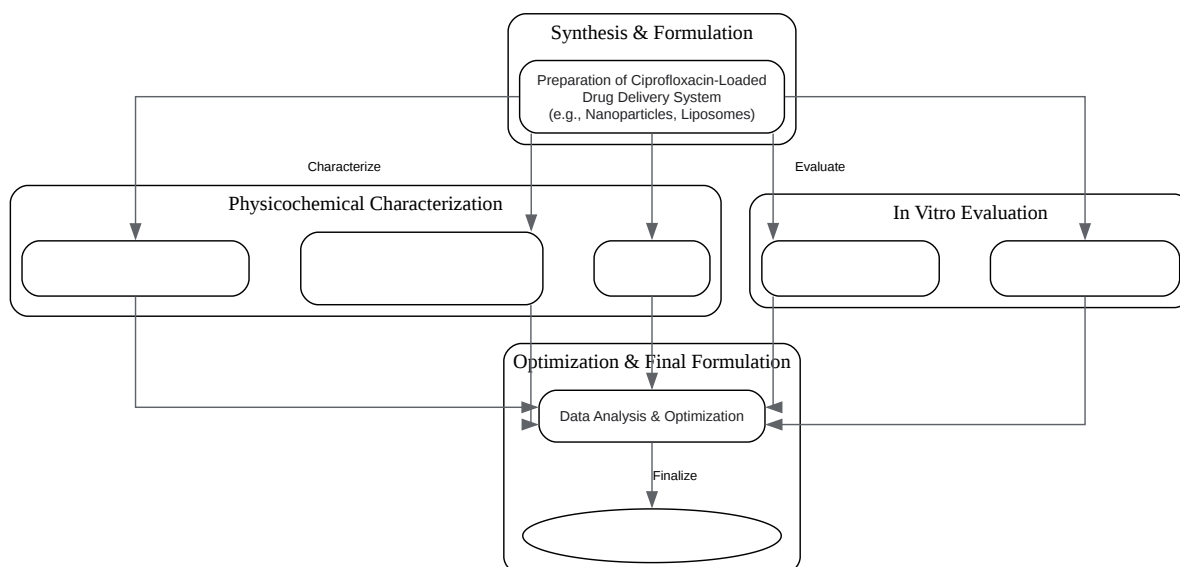 Synthesis & Formulation
Preparation of Ciprofloxacin-Loaded
Drug Delivery System
(e.g., Nanoparticles, Liposomes)
Characterize
Evaluate
Physicochemical Characterization
In Vitro Evaluation
Optimization & Final Formulation
Data Analysis & Optimization
Finalize